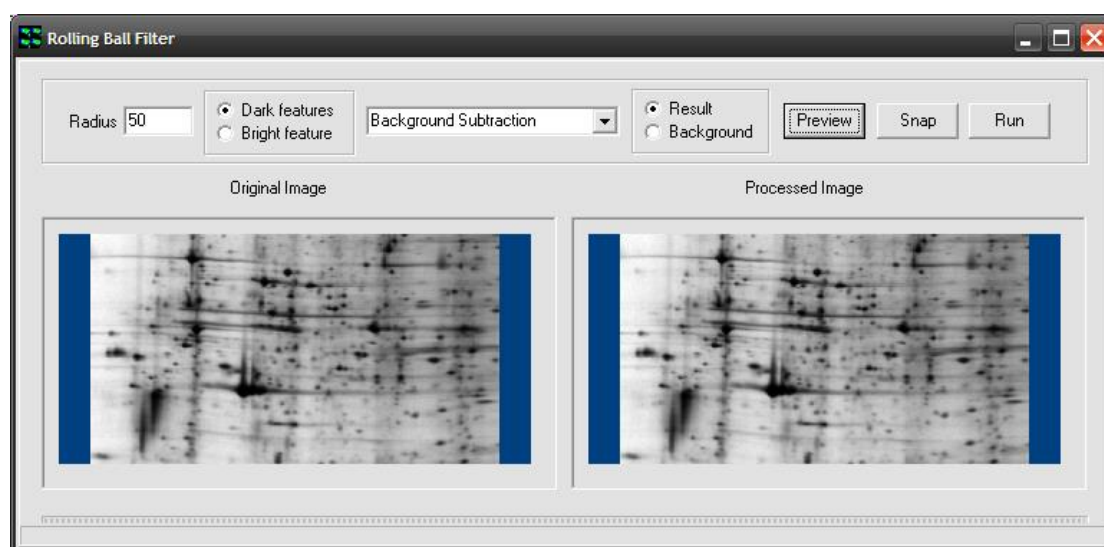 Rolling Ball Filter
Radius 50
Dark features
Bright feature
Background Subtraction
Result
Background
Preview
Snap
Run
Original Image
Processed Image